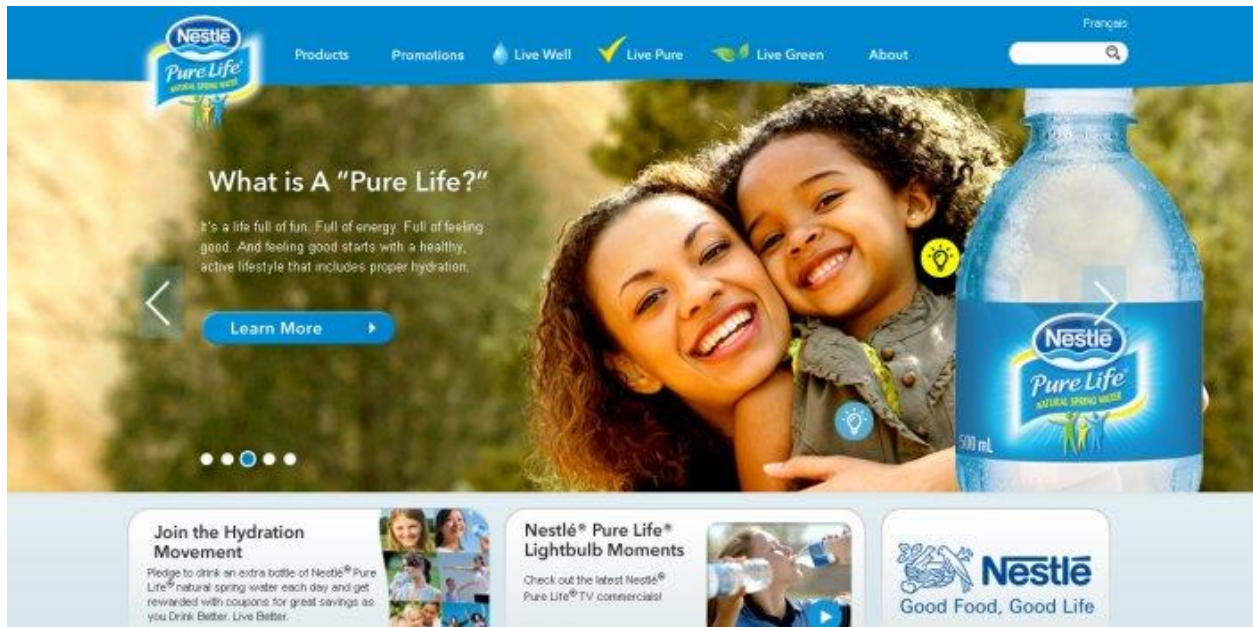 Français
Nestlé
Pure Life®
NATURAL SPRING WATER
Products Promotions Live Well Live Pure Live Green About
What is A "Pure Life?"
It's a life full of fun. Full of energy. Full of feeling
good. And feeling good starts with a healthy,
active lifestyle that includes proper hydration.
Learn More
Nestlé
Pure Life®
NATURAL SPRING WATER
500 mL
Join the Hydration
Movement
Pledge to drink an extra bottle of Nestlé® Pure
Life® natural spring water each day and get
rewarded with coupons for great savings as
you Drink Better. Live Better.
Nestlé® Pure Life®
Lightbulb Moments
Check out the latest Nestlé®
Pure Life® TV commercials!
Nestlé
Good Food, Good Life